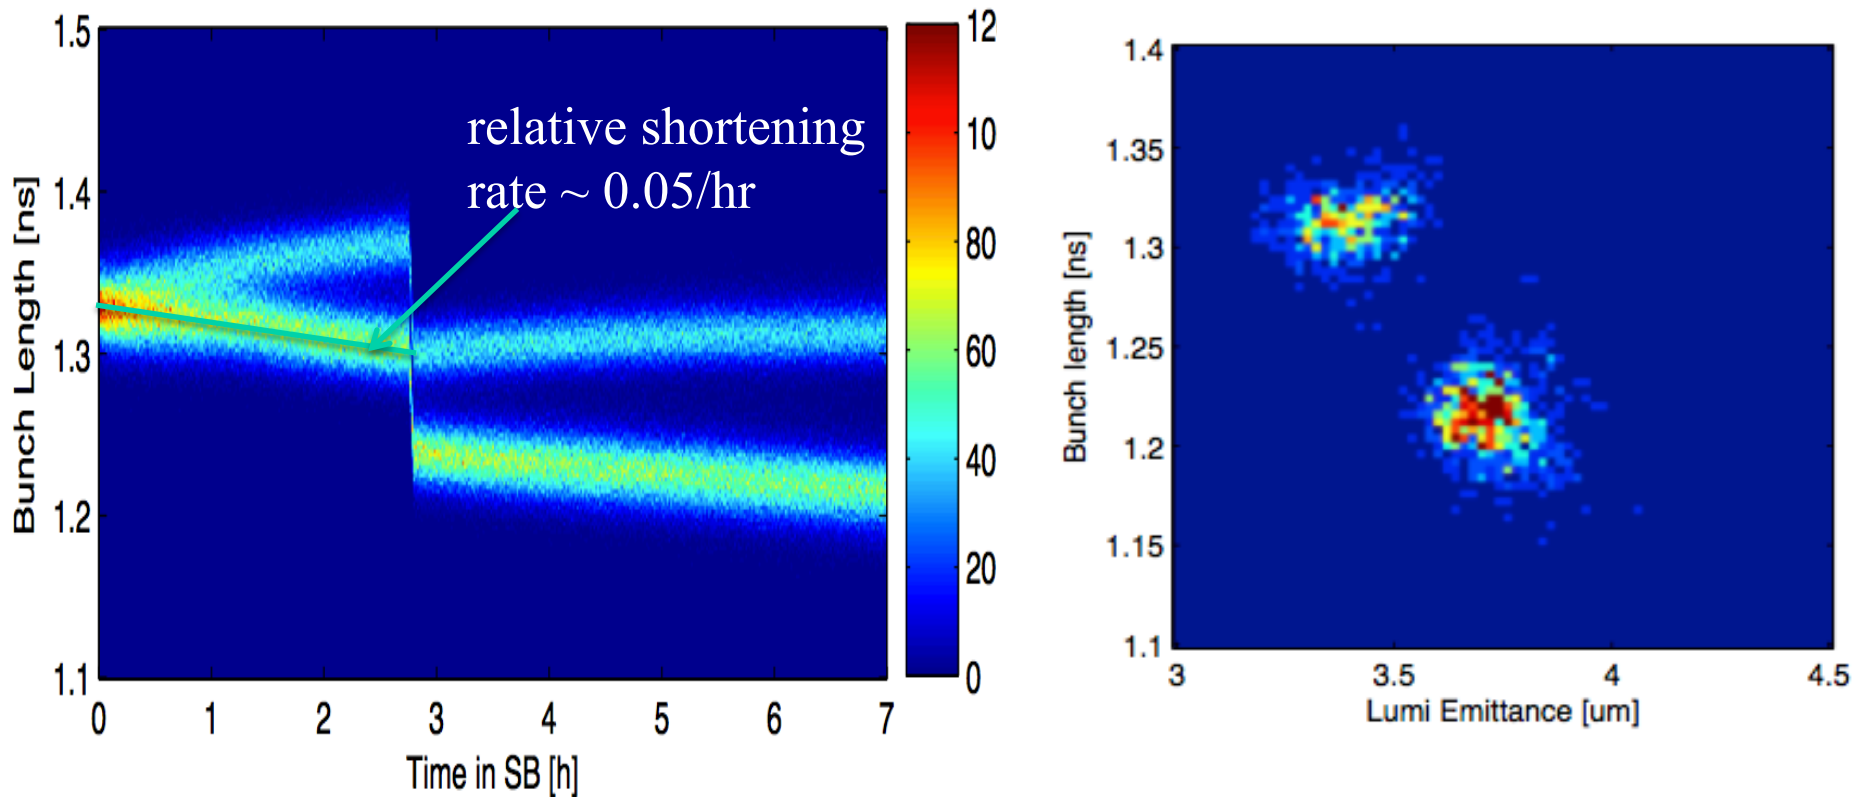 1.5
1.4
1.3
1.2
1.1
Bunch Length [ns]
0 1 2 3 4 5 6 7
Time in SB [h]
relative shortening
rate ~ 0.05/hr
12
10
80
60
40
20
0
1.4
1.35
1.3
1.25
1.2
1.15
1.1
Bunch length [ns]
3 3.5 4 4.5
Lumi Emittance [um]